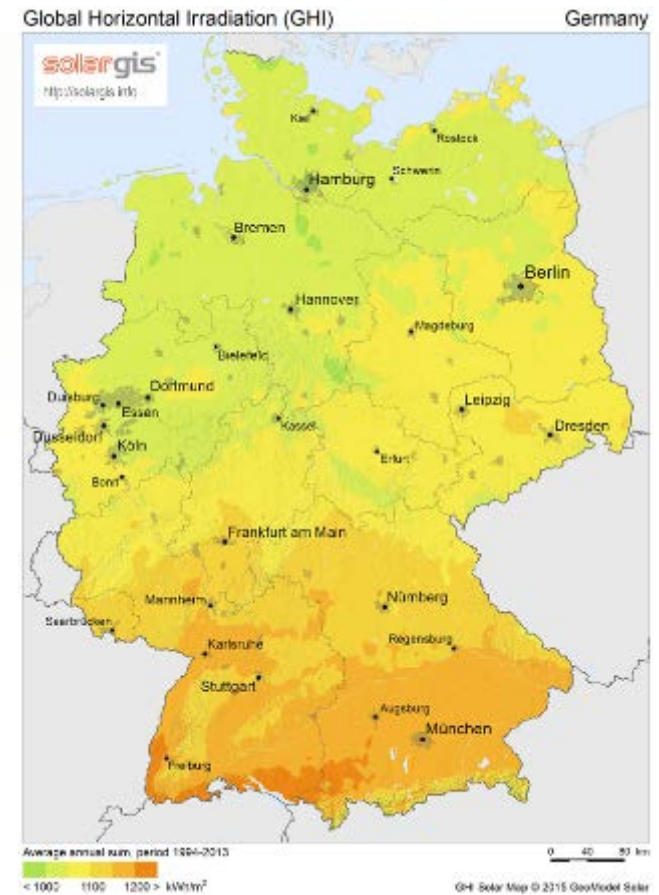 Global Horizontal Irradiation (GHI)
Germany
solargis
http://solargis.info
Kiel
Rostock
Schwerin
Hamburg
Bremen
Berlin
Hannover
Magdeburg
Bielefeld
Dortmund
Duisburg
Essen
Leipzig
Kassel
Düsseldorf
Dresden
Köln
Erfurt
Bonn
Frankfurt am Main
Mannheim
Nürnberg
Saarbrücken
Karlsruhe
Regensburg
Stuttgart
Augsburg
München
Freiburg
Average annual sum, period 1994-2013
0 40 80 km
< 1000 1100 1200 > kWh/m²
GHI Solar Map © 2015 GeoModel Solar